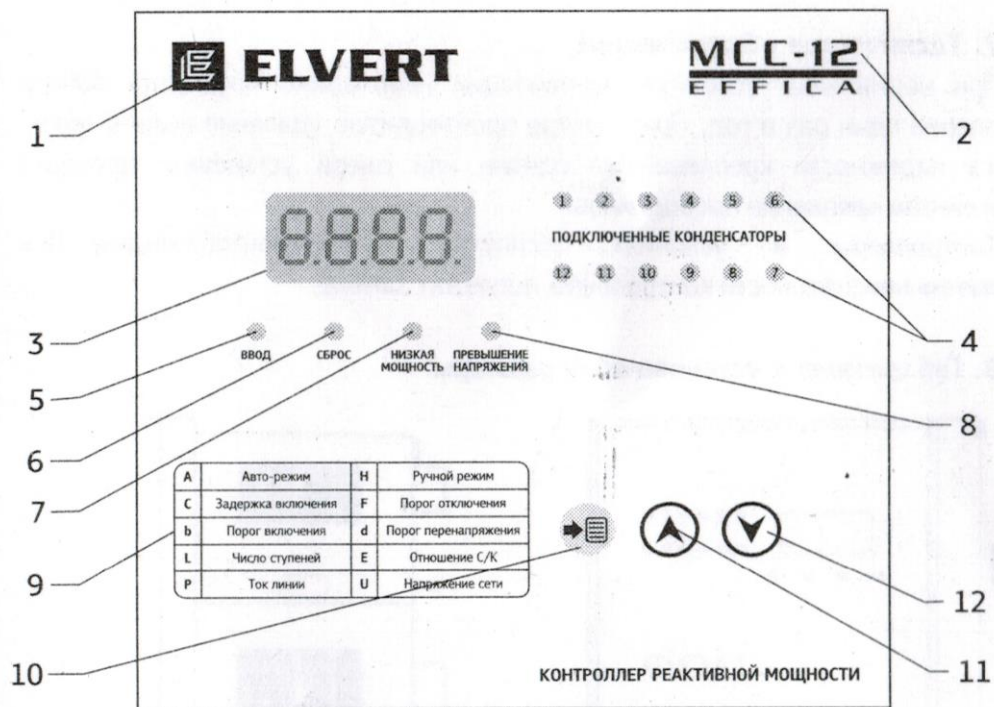 ELVERT
MCC-12
EFFICA
1
2
8.8.8.8.
1 2 3 4 5 6
ПОДКЛЮЧЕННЫЕ КОНДЕНСАТОРЫ
12 11 10 9 8 7
3
4
ВВОД СБРОС НИЗКАЯ МОЩНОСТЬ ПРЕВЫШЕНИЕ НАПРЯЖЕНИЯ
5
8
6
7
A Авто-режим H Ручной режим
C Задержка включения F Порог отключения
b Порог включения d Порог перенапряжения
L Число ступеней E Отношение С/К
P Ток линии U Напряжение сети
9
12
10
11
КОНТРОЛЛЕР РЕАКТИВНОЙ МОЩНОСТИ